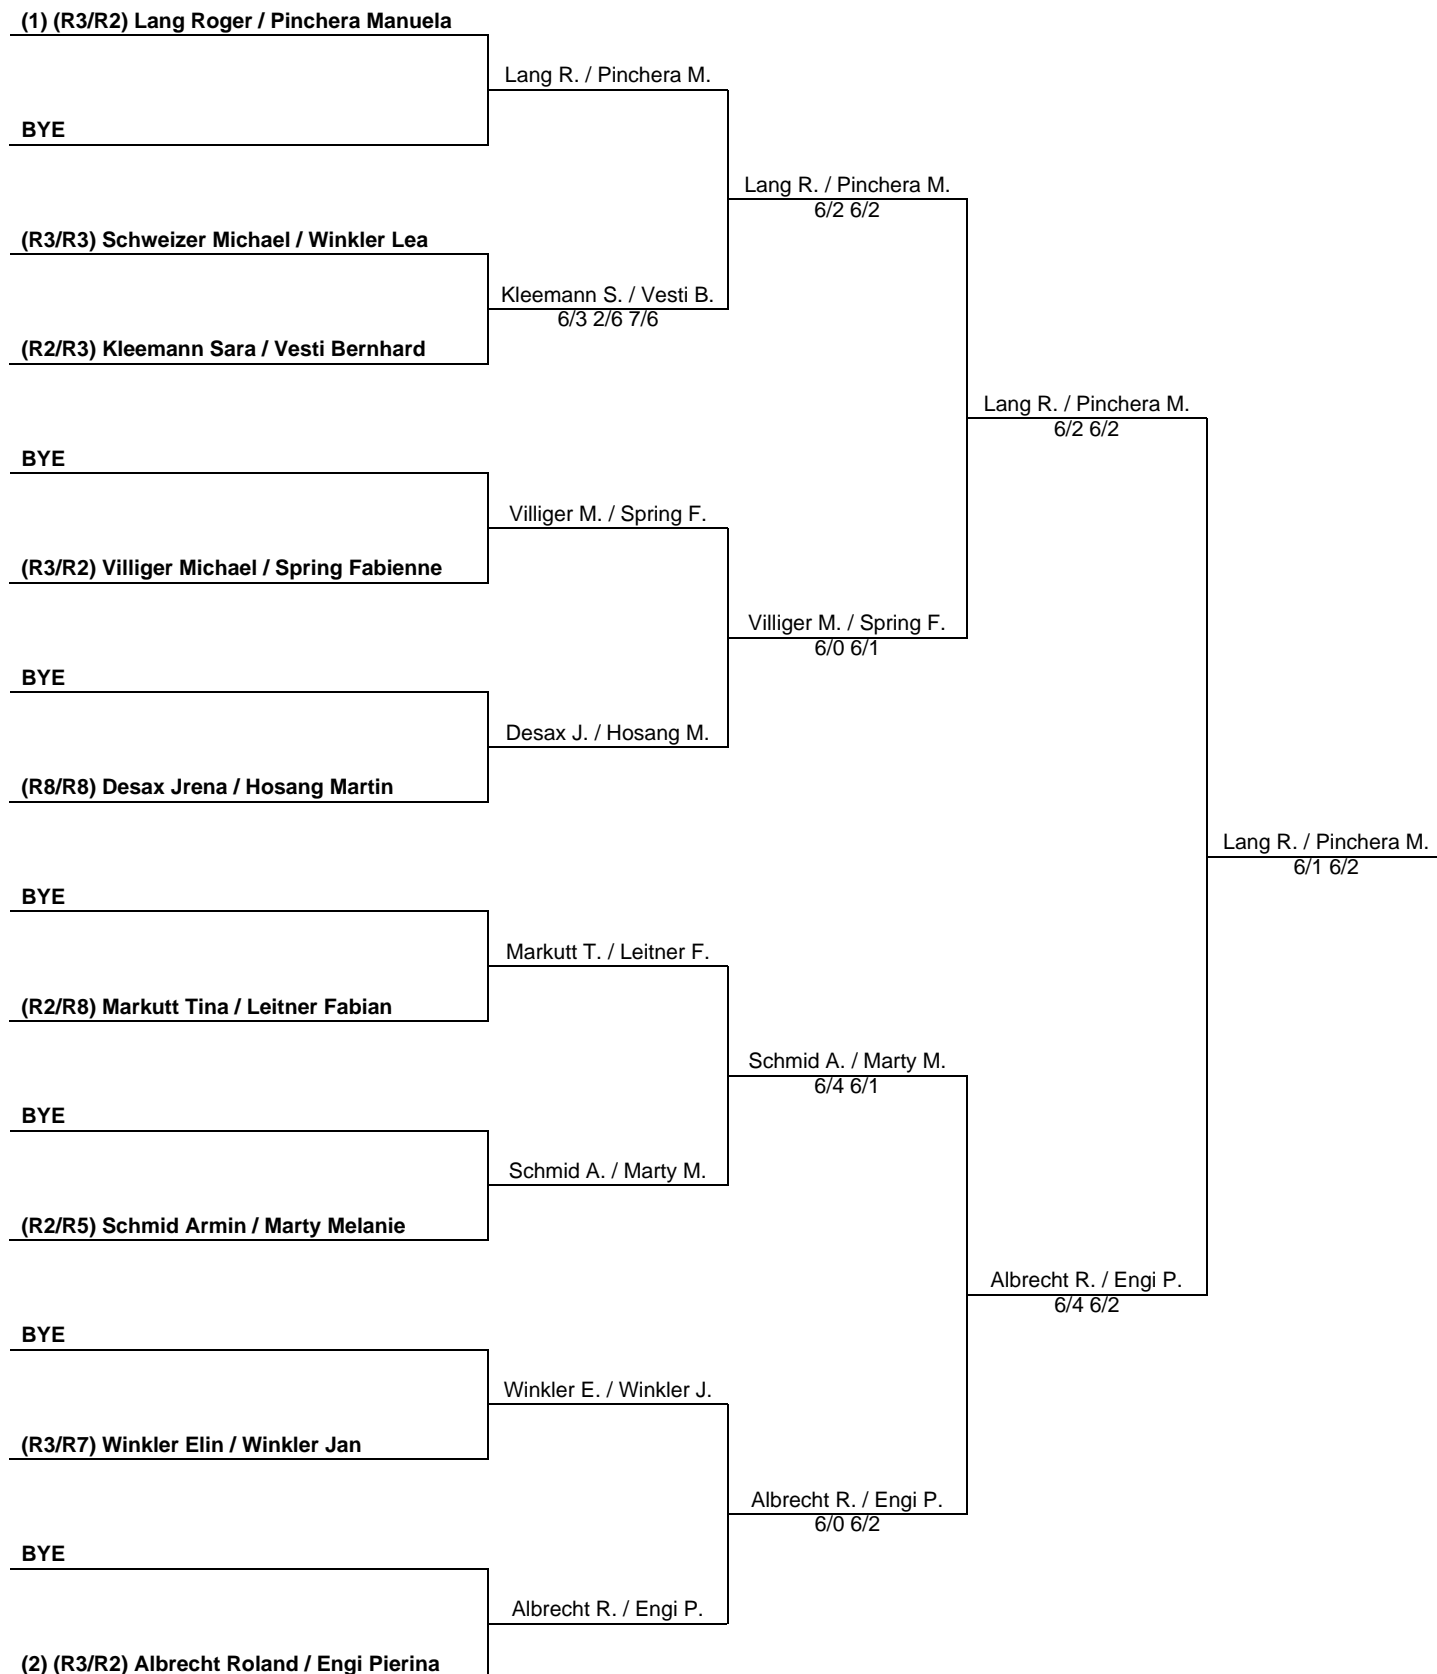 (1) (R3/R2) Lang Roger / Pinchera Manuela
Lang R. / Pinchera M.
BYE
Lang R. / Pinchera M.
6/2 6/2
(R3/R3) Schweizer Michael / Winkler Lea
Kleemann S. / Vesti B.
6/3 2/6 7/6
(R2/R3) Kleemann Sara / Vesti Bernhard
Lang R. / Pinchera M.
6/2 6/2
BYE
Villiger M. / Spring F.
(R3/R2) Villiger Michael / Spring Fabienne
Villiger M. / Spring F.
6/0 6/1
BYE
Desax J. / Hosang M.
(R8/R8) Desax Jrena / Hosang Martin
Lang R. / Pinchera M.
6/1 6/2
BYE
Markutt T. / Leitner F.
(R2/R8) Markutt Tina / Leitner Fabian
Schmid A. / Marty M.
6/4 6/1
BYE
Schmid A. / Marty M.
(R2/R5) Schmid Armin / Marty Melanie
Albrecht R. / Engi P.
6/4 6/2
BYE
Winkler E. / Winkler J.
(R3/R7) Winkler Elin / Winkler Jan
Albrecht R. / Engi P.
6/0 6/2
BYE
Albrecht R. / Engi P.
(2) (R3/R2) Albrecht Roland / Engi Pierina